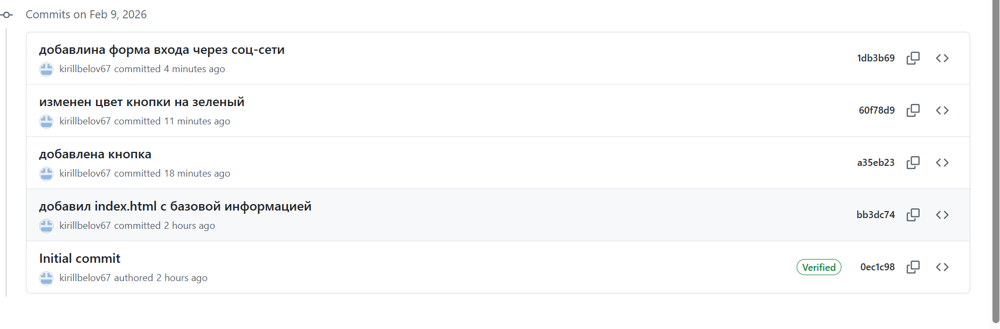 Commits on Feb 9, 2026
добавлина форма входа через соц-сети
kirillbelov67 committed 4 minutes ago
1db3b69
изменен цвет кнопки на зеленый
kirillbelov67 committed 11 minutes ago
60f78d9
добавлена кнопка
kirillbelov67 committed 18 minutes ago
a35eb23
добавил index.html с базовой информацией
kirillbelov67 committed 2 hours ago
bb3dc74
Initial commit
kirillbelov67 authored 2 hours ago
Verified 0ec1c98